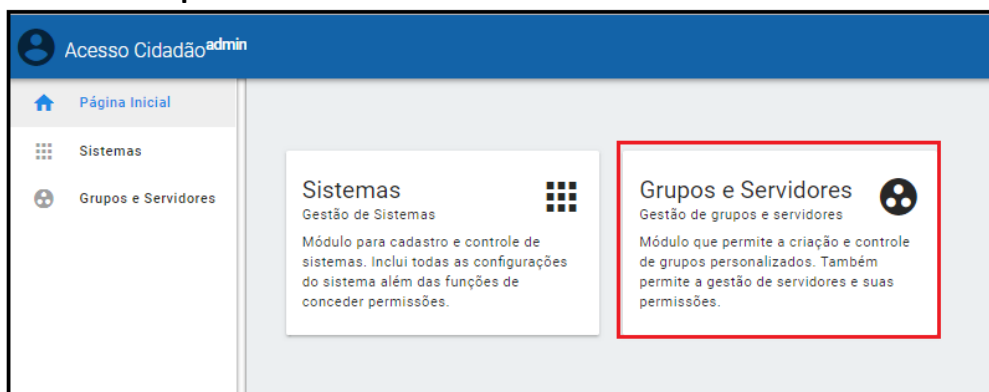 Acesso Cidadão admin
Página Inicial
Sistemas
Grupos e Servidores
Sistemas
Gestão de Sistemas
Módulo para cadastro e controle de
sistemas. Inclui todas as configurações
do sistema além das funções de
conceder permissões.
Grupos e Servidores
Gestão de grupos e servidores
Módulo que permite a criação e controle
de grupos personalizados. Também
permite a gestão de servidores e suas
permissões.